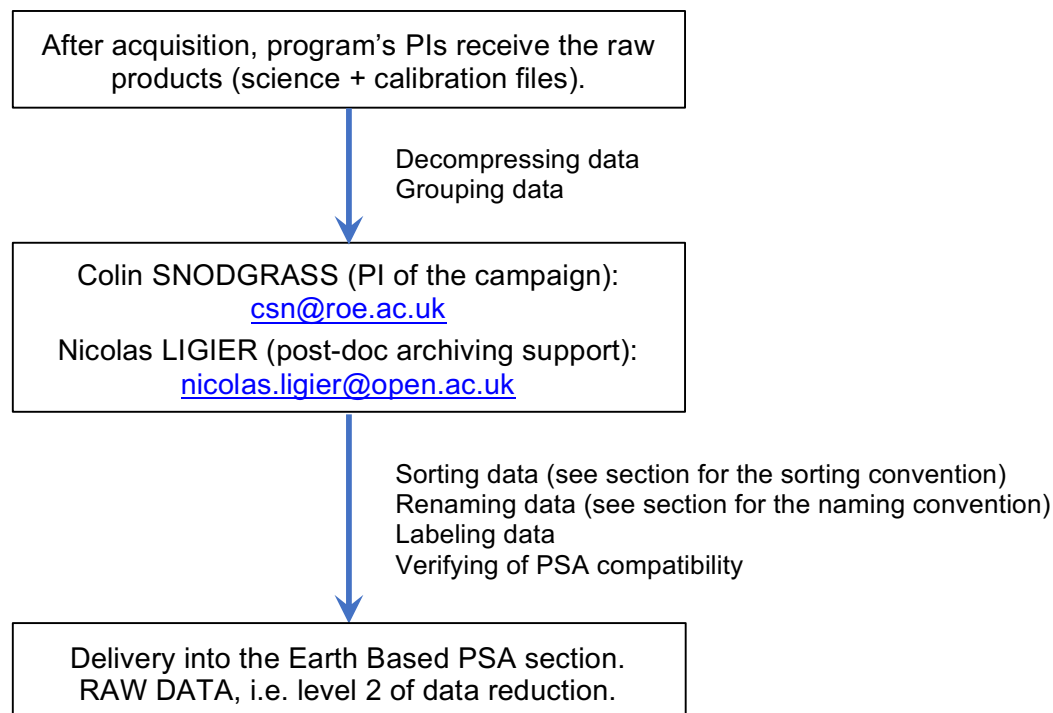 After acquisition, program’s PIs receive the raw
products (science + calibration files).
Decompressing data
Grouping data
Colin SNODGRASS (PI of the campaign):
csn@roe.ac.uk
Nicolas LIGIER (post-doc archiving support):
nicolas.ligier@open.ac.uk
Sorting data (see section for the sorting convention)
Renaming data (see section for the naming convention)
Labeling data
Verifying of PSA compatibility
Delivery into the Earth Based PSA section.
RAW DATA, i.e. level 2 of data reduction.